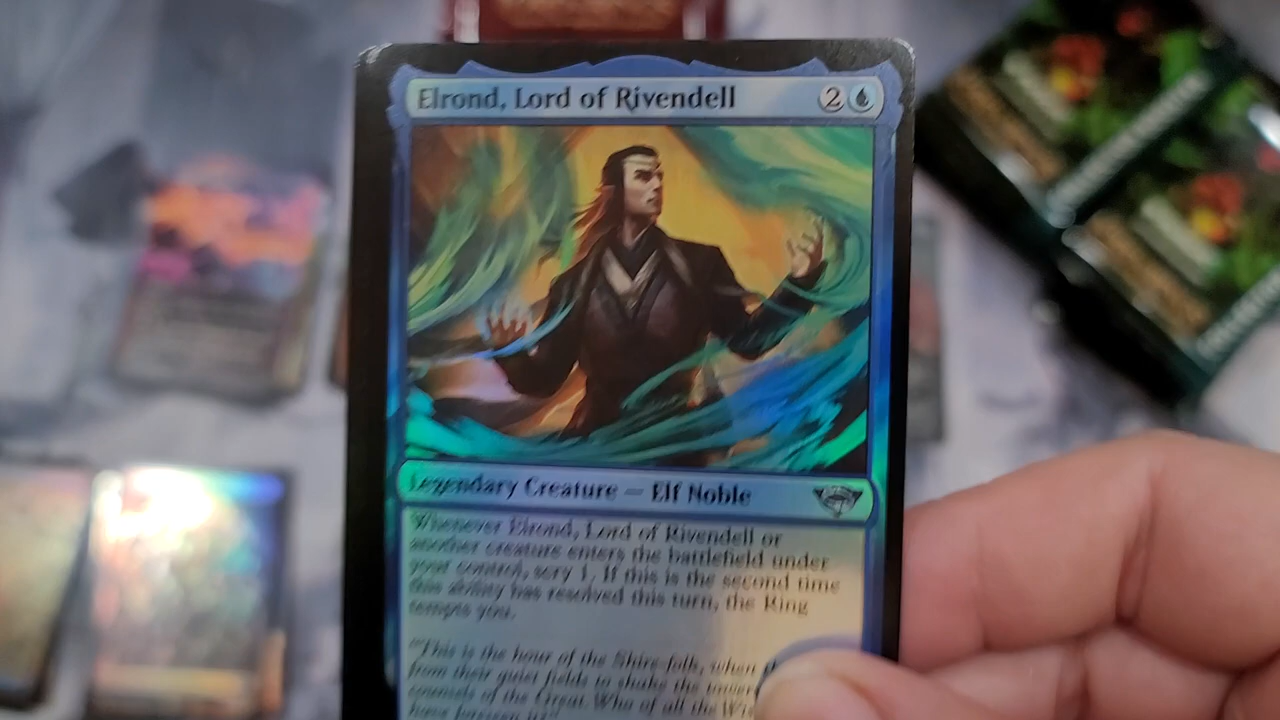 Elrond, Lord of Rivendell 2
Legendary Creature — Elf Noble
Whenever Elrond, Lord of Rivendell or
another creature enters the battlefield under
your control, scry 1. If this is the second time
this ability has resolved this turn, the Ring
tempts you.
"This is the hour of the Shire-folk, when
from their quiet fields to shake the
counsels of the Great. Who of all the
have foreseen it?"